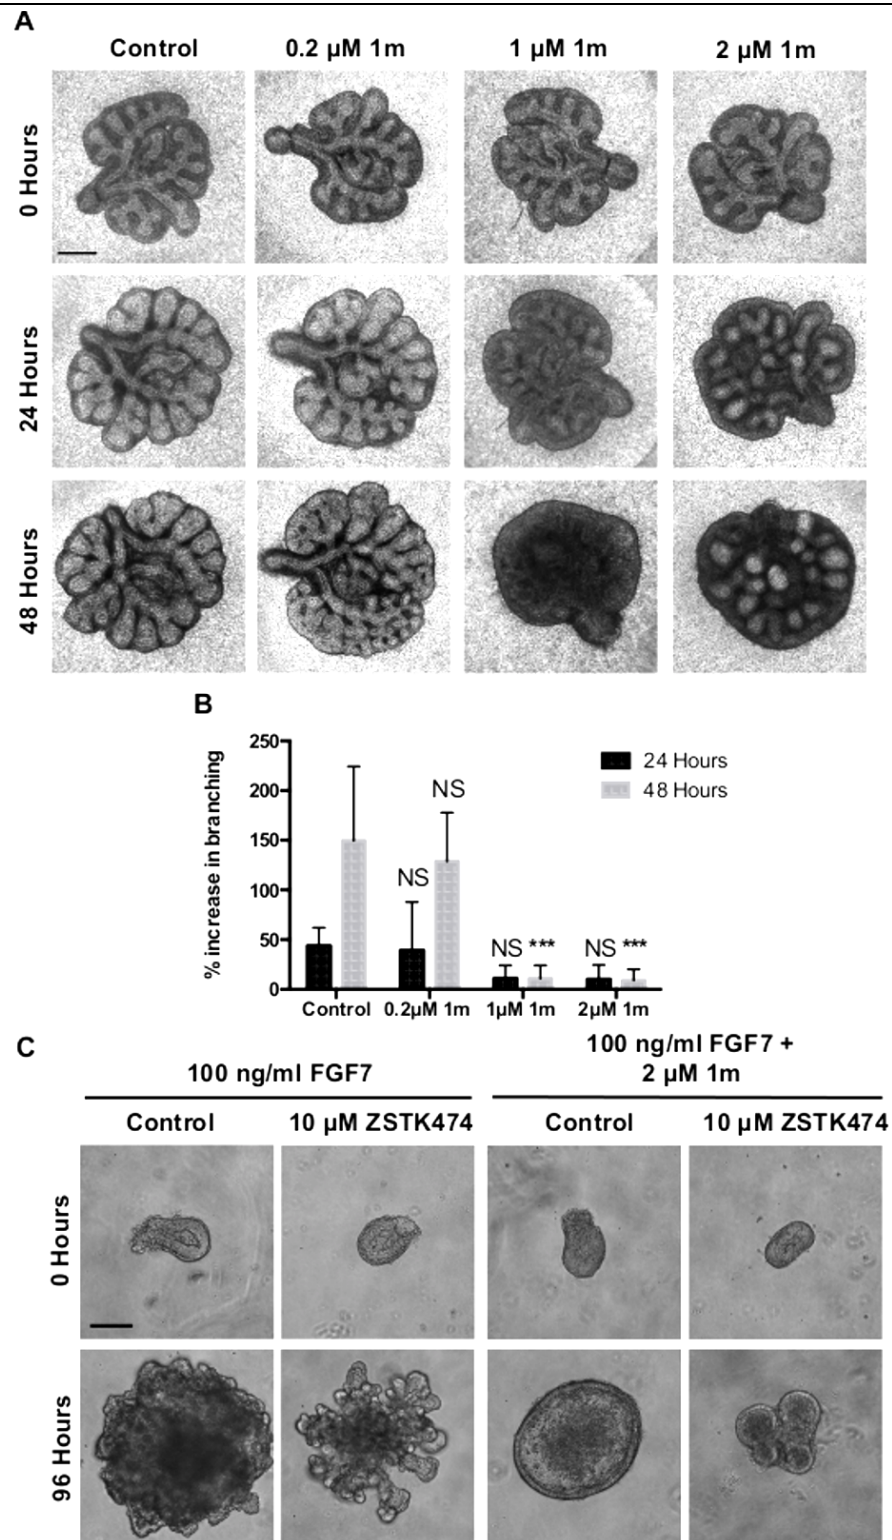 A
Control 0.2 µM 1m 1 µM 1m 2 µM 1m
0 Hours
24 Hours
48 Hours
B
% increase in branching
250
200
150
100
50
0
24 Hours
48 Hours
NS
NS
NS *** NS ***
Control 0.2µM 1m 1µM 1m 2µM 1m
C
100 ng/ml FGF7
100 ng/ml FGF7 +
2 µM 1m
Control 10 µM ZSTK474 Control 10 µM ZSTK474
0 Hours
96 Hours